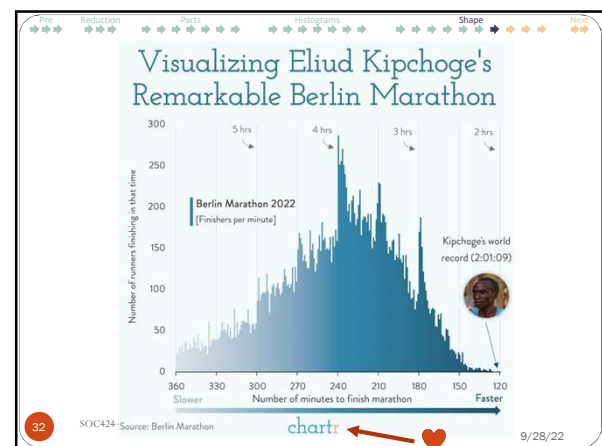 Pre Reduction Parts Histograms Shape Next
Visualizing Eliud Kipchoge's
Remarkable Berlin Marathon
300
5 hrs 4 hrs 3 hrs 2 hrs
250
200
Berlin Marathon 2022
[Finishers per minute]
Number of runners finishing in that time
150
Kipchoge's world
record (2:01:09)
100
50
0
360 330 300 270 240 210 180 150 120
Slower Number of minutes to finish marathon Faster
32 SOC424 Source: Berlin Marathon chartr 9/28/22